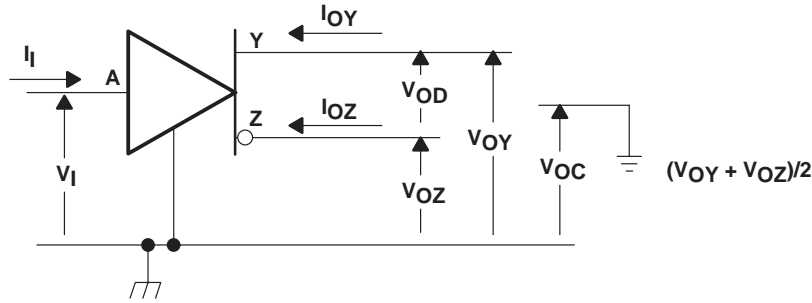 I_OY
I_I
A
Y
V_OD
Z
I_OZ
V_OY
V_I
V_OZ
V_OC
(V_OY + V_OZ)/2